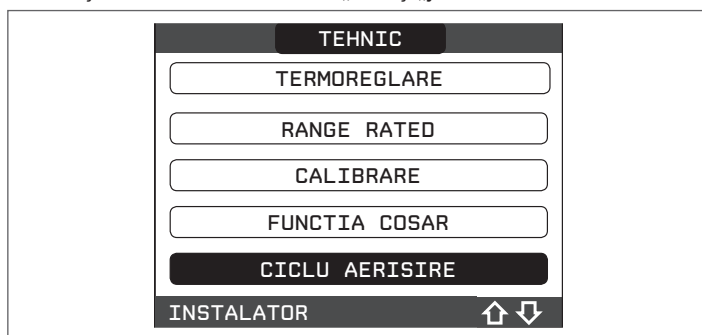 TEHNIC
TERMOREGLARE
RANGE RATED
CALIBRARE
FUNCTIA COSAR
CICLU AERISIRE
INSTALATOR